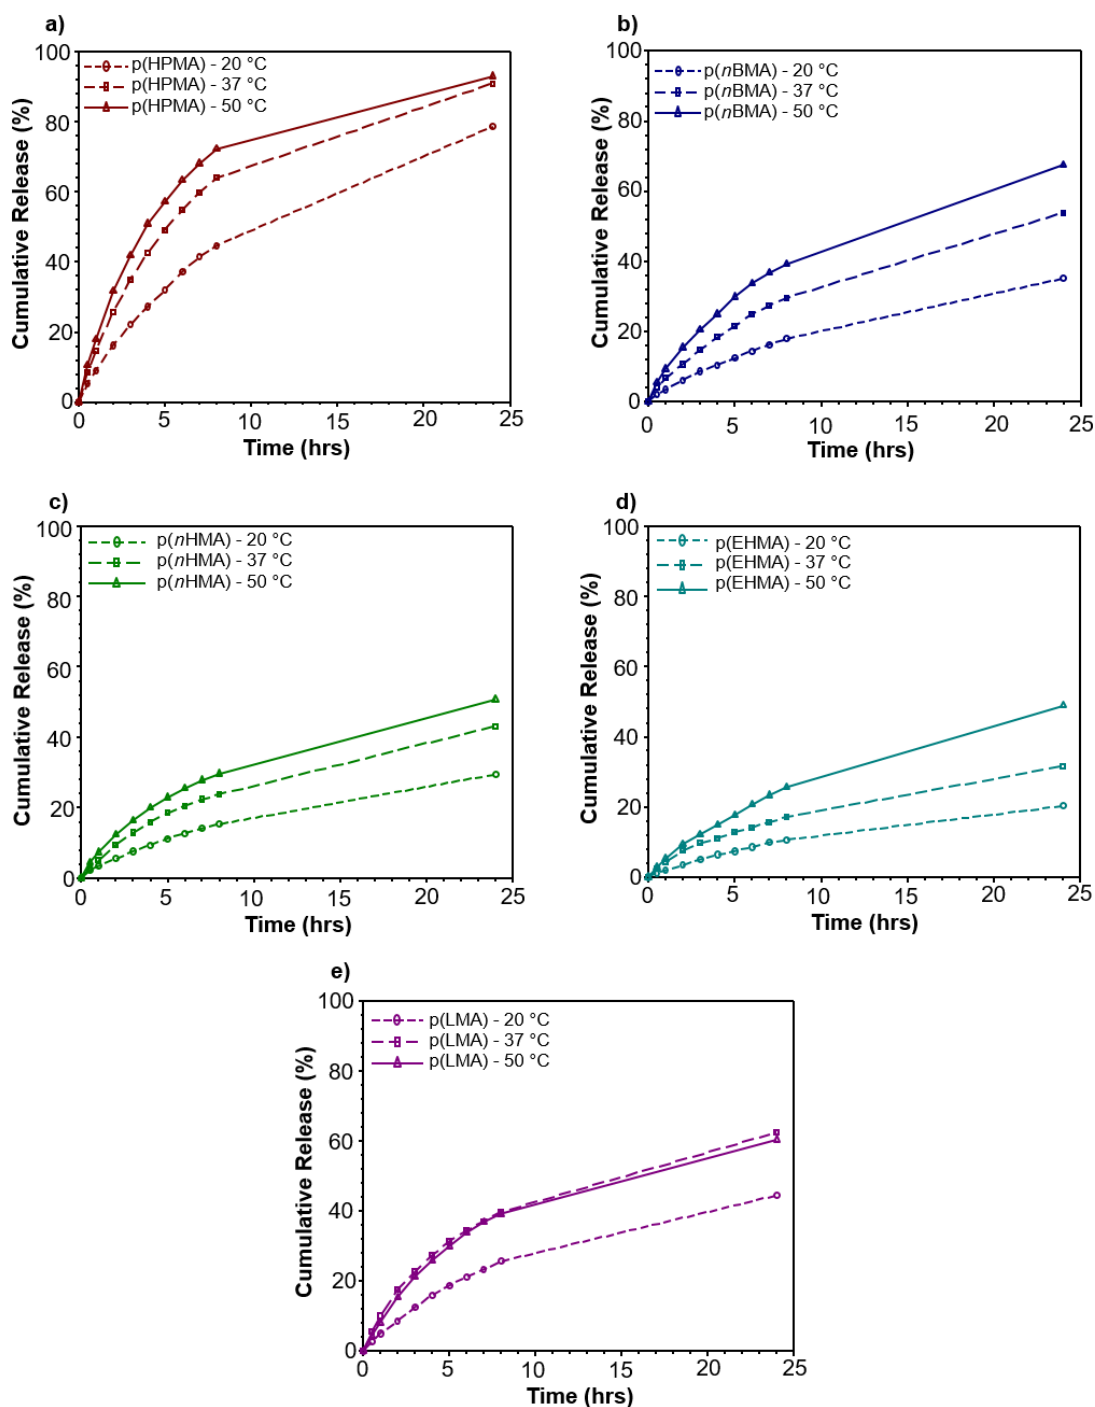 a)
100
80
60
40
20
0
Cumulative Release (%)
p(HPMA) - 20 °C
p(HPMA) - 37 °C
p(HPMA) - 50 °C
0 5 10 15 20 25
Time (hrs)
b)
100
80
60
40
20
0
Cumulative Release (%)
p(nBMA) - 20 °C
p(nBMA) - 37 °C
p(nBMA) - 50 °C
0 5 10 15 20 25
Time (hrs)
c)
100
80
60
40
20
0
Cumulative Release (%)
p(nHMA) - 20 °C
p(nHMA) - 37 °C
p(nHMA) - 50 °C
0 5 10 15 20 25
Time (hrs)
d)
100
80
60
40
20
0
Cumulative Release (%)
p(EHMA) - 20 °C
p(EHMA) - 37 °C
p(EHMA) - 50 °C
0 5 10 15 20 25
Time (hrs)
e)
100
80
60
40
20
0
Cumulative Release (%)
p(LMA) - 20 °C
p(LMA) - 37 °C
p(LMA) - 50 °C
0 5 10 15 20 25
Time (hrs)